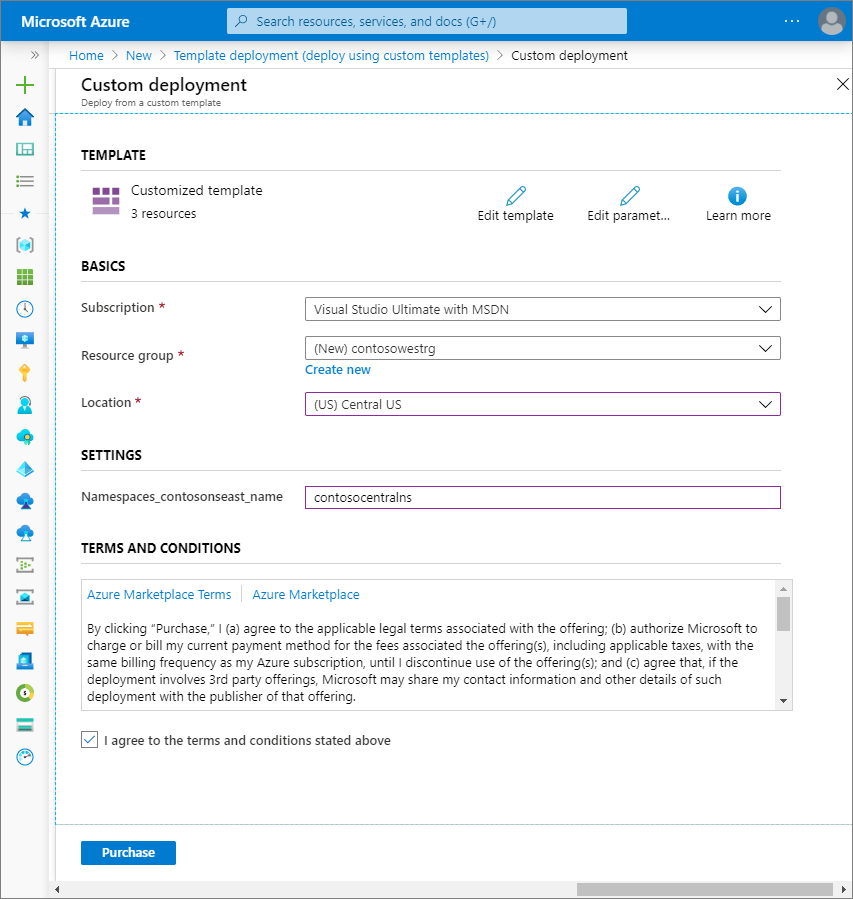 Microsoft Azure
Search resources, services, and docs (G+/)
...
Home > New > Template deployment (deploy using custom templates) > Custom deployment
Custom deployment
Deploy from a custom template
TEMPLATE
Customized template
3 resources
Edit template
Edit paramet...
Learn more
BASICS
Subscription *
Visual Studio Ultimate with MSDN
Resource group *
(New) contosowestrg
Create new
Location *
(US) Central US
SETTINGS
Namespaces_contosonseast_name
contosocentralns
TERMS AND CONDITIONS
Azure Marketplace Terms | Azure Marketplace
By clicking “Purchase,” I (a) agree to the applicable legal terms associated with the offering; (b) authorize Microsoft to
charge or bill my current payment method for the fees associated the offering(s), including applicable taxes, with the
same billing frequency as my Azure subscription, until I discontinue use of the offering(s); and (c) agree that, if the
deployment involves 3rd party offerings, Microsoft may share my contact information and other details of such
deployment with the publisher of that offering.
I agree to the terms and conditions stated above
Purchase